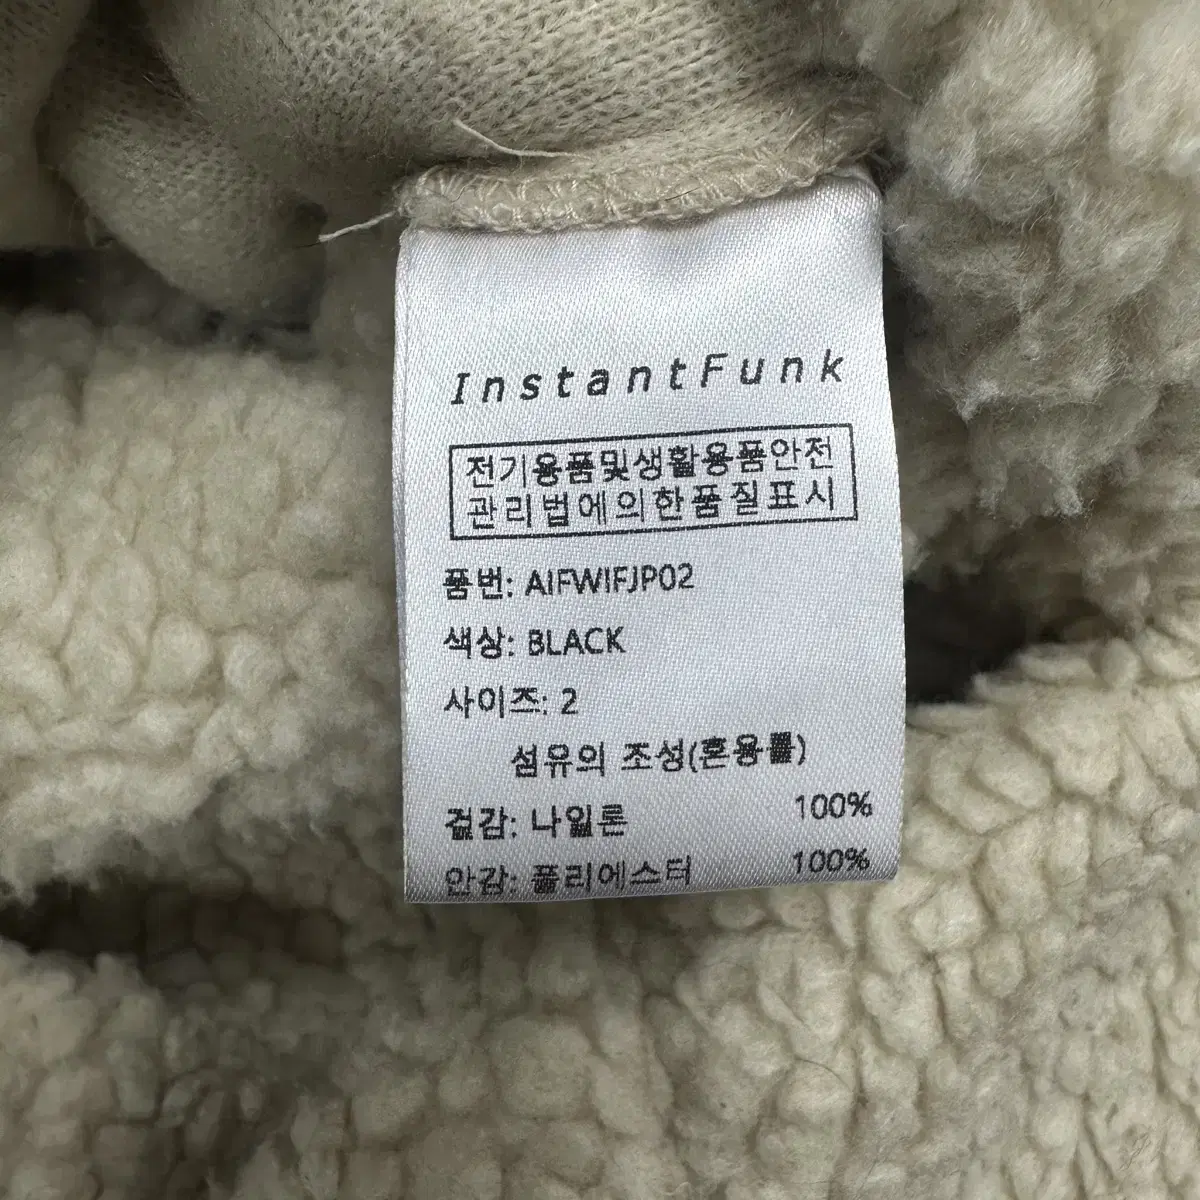 InstantFunk
전기용품및생활용품안전
관리법에의한품질표시
품번: AIFWIFJP02
색상: BLACK
사이즈: 2
섬유의 조성(혼용률)
겉감: 나일론 100%
안감: 폴리에스터 100%